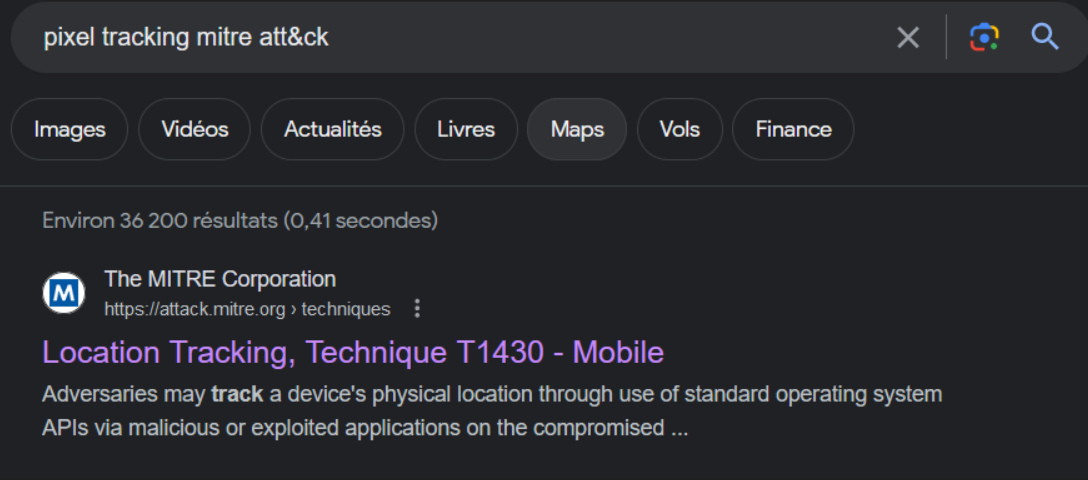 pixel tracking mitre att&ck
Images Vidéos Actualités Livres Maps Vols Finance
Environ 36 200 résultats (0,41 secondes)
M
The MITRE Corporation
https://attack.mitre.org › techniques
Location Tracking, Technique T1430 - Mobile
Adversaries may track a device's physical location through use of standard operating system
APIs via malicious or exploited applications on the compromised ...